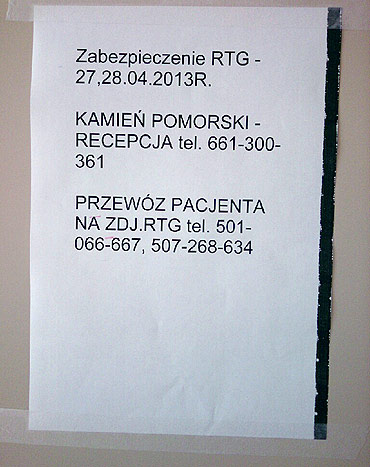 Zabezpieczenie RTG -
27,28.04.2013R.
KAMIEŃ POMORSKI -
RECEPCJA tel. 661-300-
361
PRZEWÓZ PACJENTA
NA ZDJ.RTG tel. 501-
066-667, 507-268-634